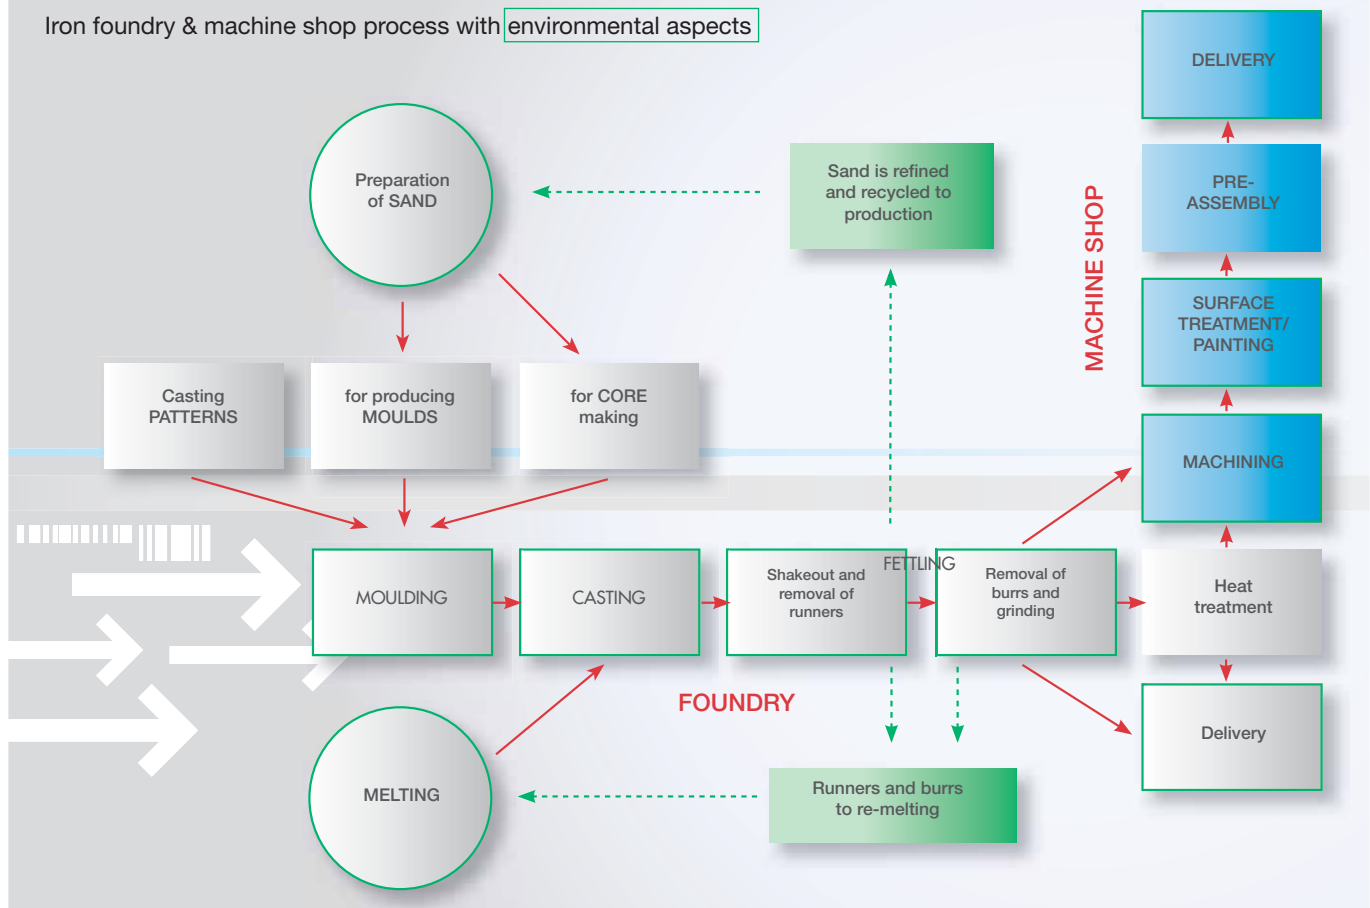 Iron foundry & machine shop process with environmental aspects
DELIVERY
Preparation
of SAND
Sand is refined
and recycled to
production
MACHINE SHOP
PRE-
ASSEMBLY
SURFACE
TREATMENT/
PAINTING
Casting
PATTERNS
for producing
MOULDS
for CORE
making
MACHINING
MOULDING
CASTING
Shakeout and
removal of
runners
FETTLING
Removal of
burrs and
grinding
Heat
treatment
FOUNDRY
Delivery
MELTING
Runners and burrs
to re-melting